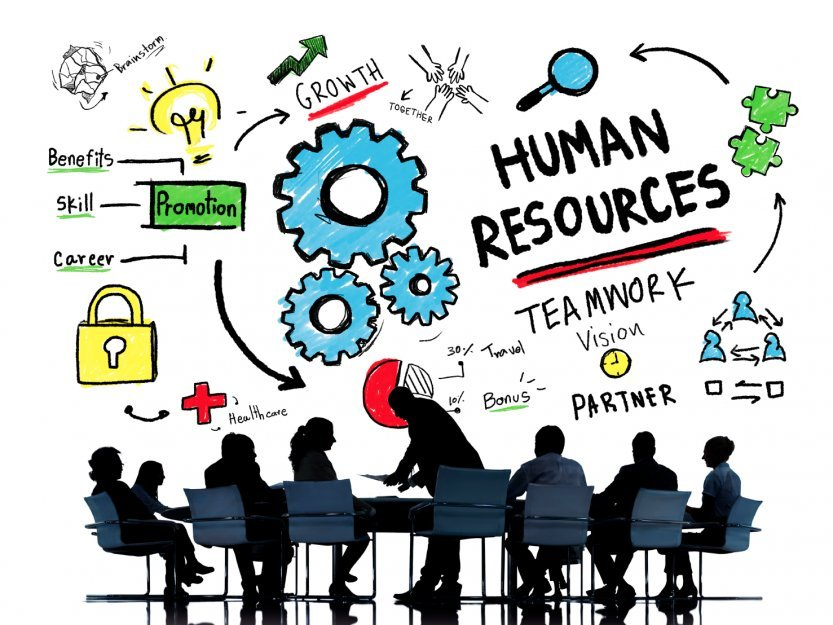 Brainstorm
GROWTH
TOGETHER
Benefits
Skill
Career
Promotion
HUMAN
RESOURCES
TEAMWORK
Vision
PARTNER
30% Travel
10% Bonus
Healthcare